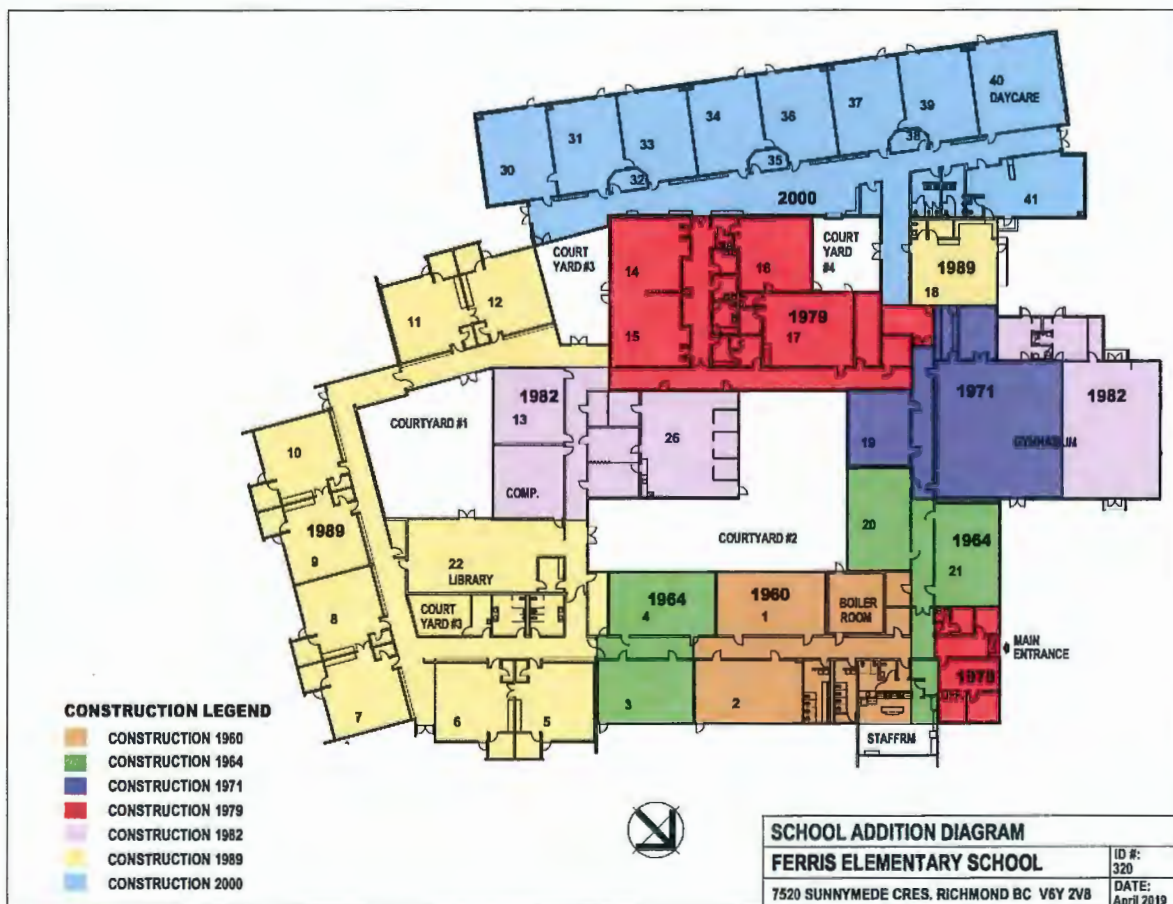 40
DAYCARE
39
37
36
34
33
31
30
38
35
32
41
2000
COURT
YARD #3
14
16
COURT
YARD #4
1989
18
12
11
15
1979
17
1982
13
26
COURTYARD #1
COMP.
19
1971
1982
GYMNASIUM
10
1989
9
8
7
22
LIBRARY
COURT
YARD #3
COURTYARD #2
20
1964
21
1964
4
1960
1
BOILER
ROOM
MAIN
ENTRANCE
1979
6
5
3
2
STAFFRM
CONSTRUCTION LEGEND
CONSTRUCTION 1960
CONSTRUCTION 1964
CONSTRUCTION 1971
CONSTRUCTION 1979
CONSTRUCTION 1982
CONSTRUCTION 1989
CONSTRUCTION 2000
SCHOOL ADDITION DIAGRAM
FERRIS ELEMENTARY SCHOOL
ID #:
320
7520 SUNNYMEDE CRES. RICHMOND BC V6Y 2V8
DATE:
April 2019